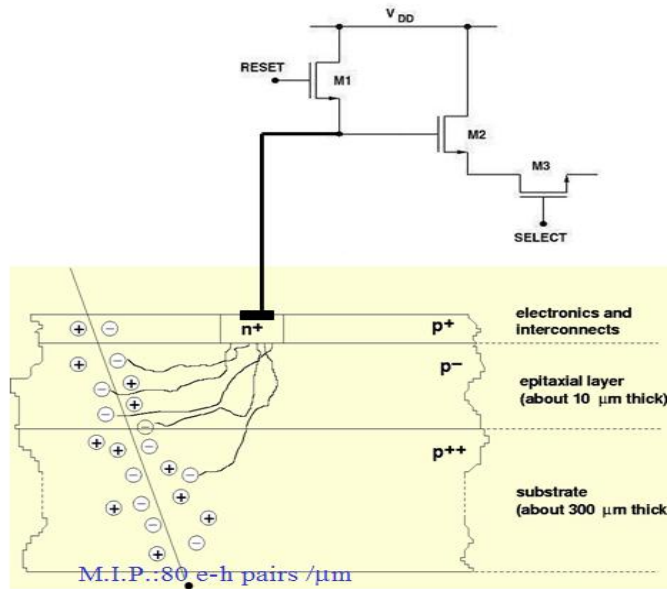 V DD
RESET
M1
M2
M3
SELECT
n+
p+
electronics and
interconnects
p−
epitaxial layer
(about 10 μm thick)
p++
substrate
(about 300 μm thick
M.I.P.:80 e-h pairs /μm